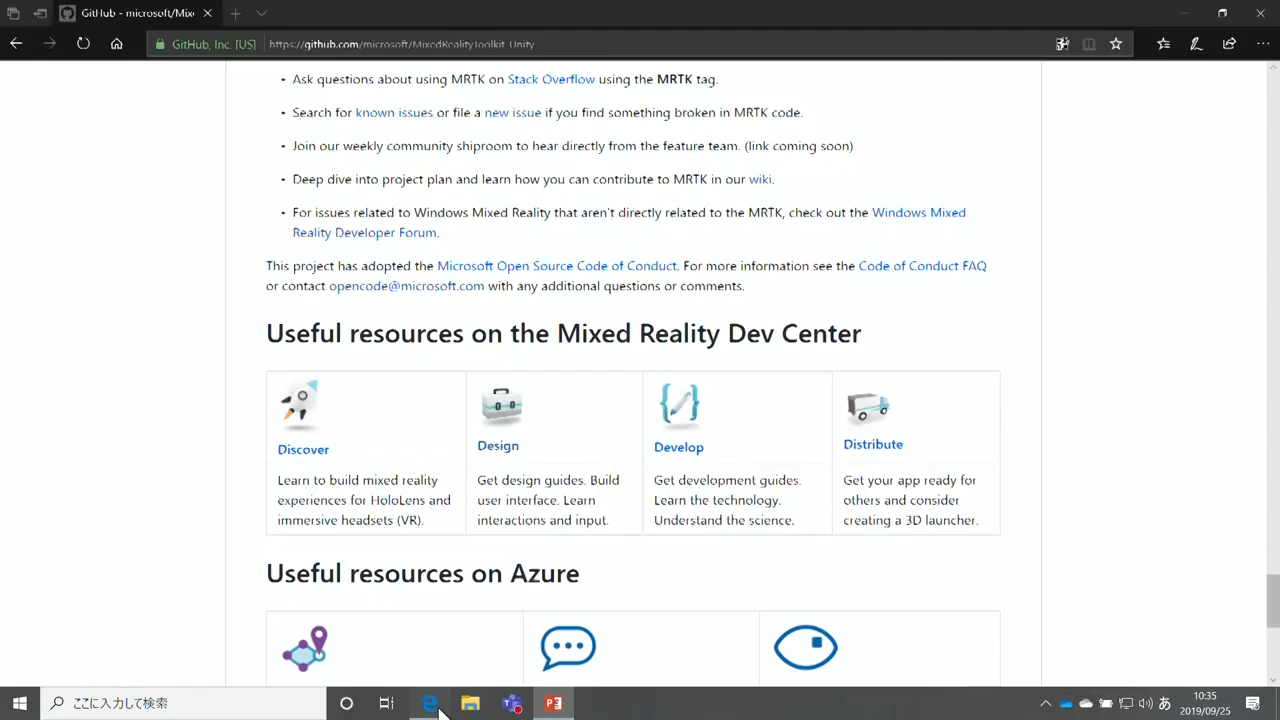 GitHub - microsoft/Mix
GitHub, Inc. [US]
https://github.com/microsoft/MixedRealityToolkit-Unity
• Ask questions about using MRTK on Stack Overflow using the MRTK tag.
• Search for known issues or file a new issue if you find something broken in MRTK code.
• Join our weekly community shiproom to hear directly from the feature team. (link coming soon)
• Deep dive into project plan and learn how you can contribute to MRTK in our wiki.
• For issues related to Windows Mixed Reality that aren't directly related to the MRTK, check out the Windows Mixed
Reality Developer Forum.
This project has adopted the Microsoft Open Source Code of Conduct. For more information see the Code of Conduct FAQ
or contact opencode@microsoft.com with any additional questions or comments.
Useful resources on the Mixed Reality Dev Center
Discover
Learn to build mixed reality
experiences for HoloLens and
immersive headsets (VR).
Design
Get design guides. Build
user interface. Learn
interactions and input.
Develop
Get development guides.
Learn the technology.
Understand the science.
Distribute
Get your app ready for
others and consider
creating a 3D launcher.
Useful resources on Azure
ここに入力して検索
あ
10:35
2019/09/25